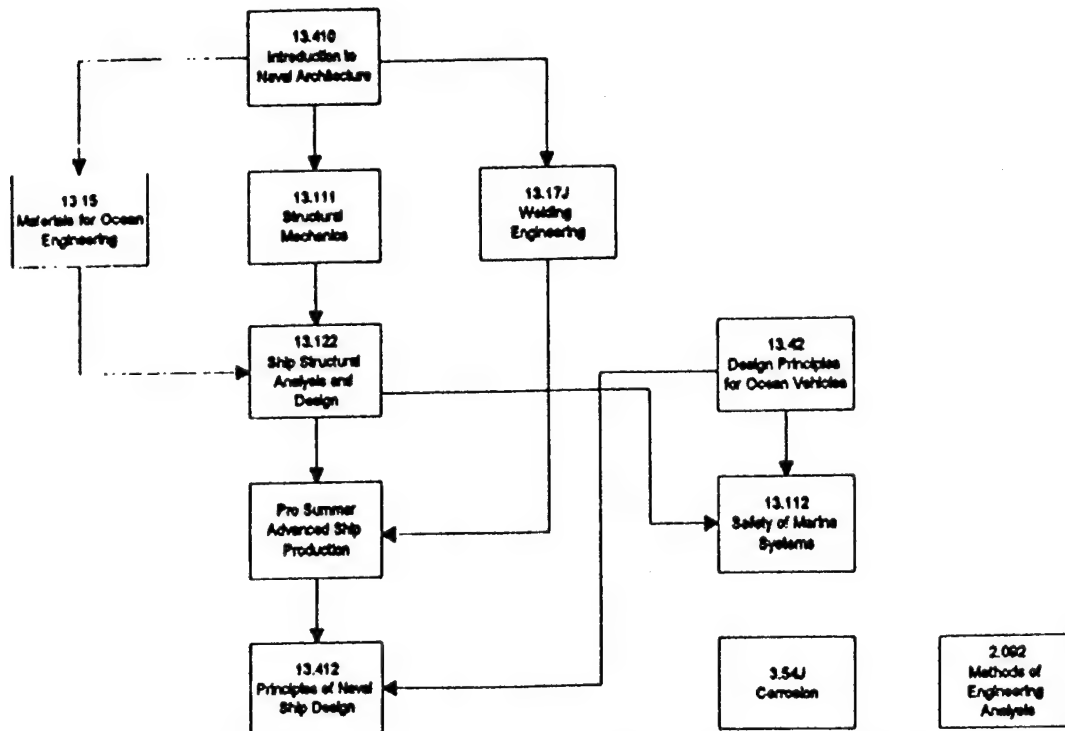 13.410
Introduction to
Naval Architecture
13.15
Materials for Ocean
Engineering
13.111
Structural
Mechanics
13.17J
Welding
Engineering
13.122
Ship Structural
Analysis and
Design
13.42
Design Principles
for Ocean Vehicles
Pro Summer
Advanced Ship
Production
13.112
Safety of Marine
Systems
13.412
Principles of Naval
Ship Design
3.54J
Corrosion
2.092
Methods of
Engineering
Analysis